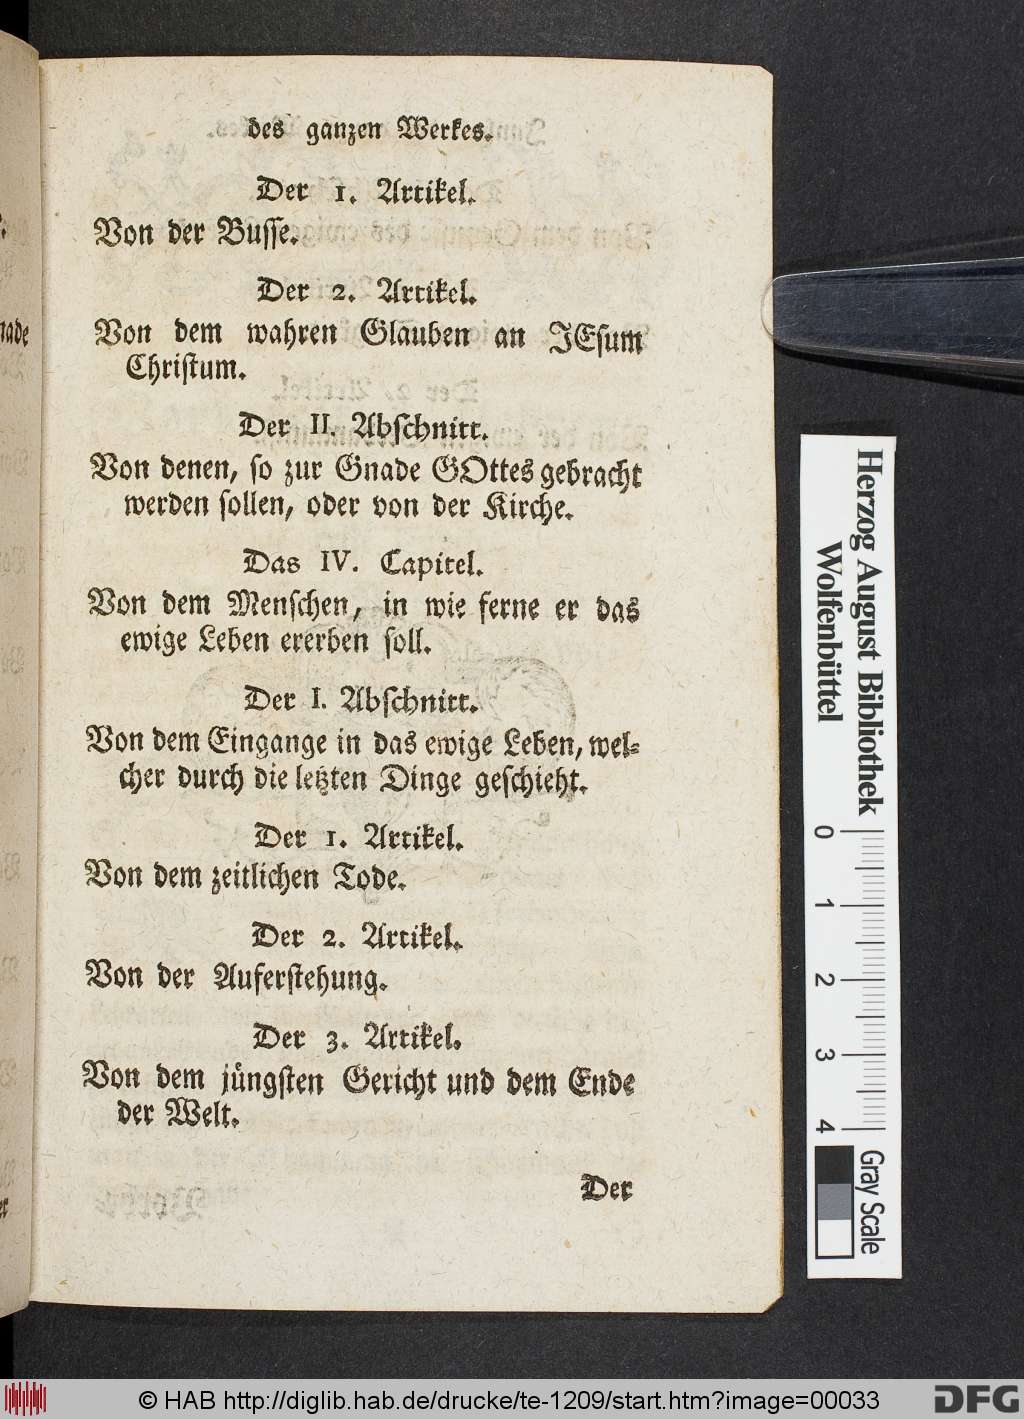 des ganzen Werkes.
Der 1. Artikel.
Von der Busse.
Der 2. Artikel.
Von dem wahren Glauben an JEsum
Christum.
Der II. Abschnitt.
Von denen, so zur Gnade GOttes gebracht
werden sollen, oder von der Kirche.
Das IV. Capitel.
Von dem Menschen, in wie ferne er das
ewige Leben ererben soll.
Der I. Abschnitt.
Von dem Eingange in das ewige Leben, wel-
cher durch die letzten Dinge geschieht.
Der 1. Artikel.
Von dem zeitlichen Tode.
Der 2. Artikel.
Von der Auferstehung.
Der 3. Artikel.
Von dem jüngsten Gericht und dem Ende
der Welt.
Der
Herzog August Bibliothek
Wolfenbüttel
0 1 2 3 4
Gray Scale
© HAB http://diglib.hab.de/drucke/te-1209/start.htm?image=00033
DFG